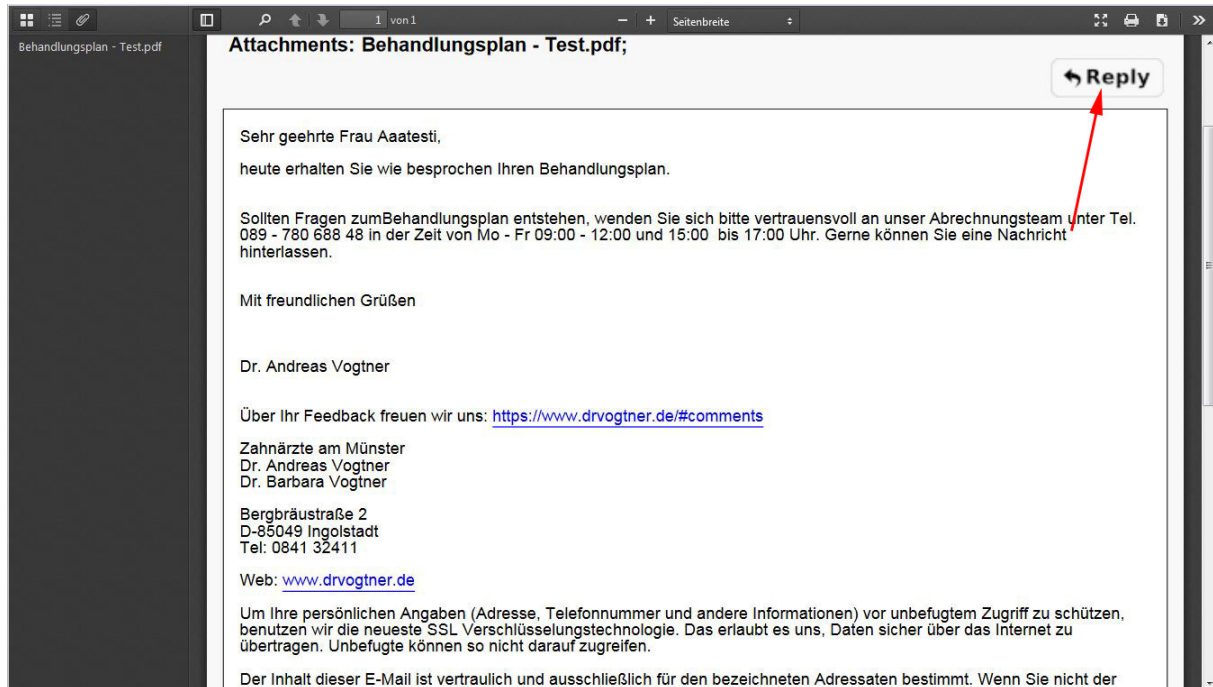 1 von 1
Seitenbreite
Behandlungsplan - Test.pdf
Attachments: Behandlungsplan - Test.pdf;
Reply
Sehr geehrte Frau Aaatesti,
heute erhalten Sie wie besprochen Ihren Behandlungsplan.
Sollten Fragen zumBehandlungsplan entstehen, wenden Sie sich bitte vertrauensvoll an unser Abrechnungsteam unter Tel.
089 - 780 688 48 in der Zeit von Mo - Fr 09:00 - 12:00 und 15:00 bis 17:00 Uhr. Gerne können Sie eine Nachricht
hinterlassen.
Mit freundlichen Grüßen
Dr. Andreas Vogtner
Über Ihr Feedback freuen wir uns: https://www.drvogtner.de/#comments
Zahnärzte am Münster
Dr. Andreas Vogtner
Dr. Barbara Vogtner
Bergbräustraße 2
D-85049 Ingolstadt
Tel: 0841 32411
Web: www.drvogtner.de
Um Ihre persönlichen Angaben (Adresse, Telefonnummer und andere Informationen) vor unbefugtem Zugriff zu schützen,
benutzen wir die neueste SSL Verschlüsselungstechnologie. Das erlaubt es uns, Daten sicher über das Internet zu
übertragen. Unbefugte können so nicht darauf zugreifen.
Der Inhalt dieser E-Mail ist vertraulich und ausschließlich für den bezeichneten Adressaten bestimmt. Wenn Sie nicht der